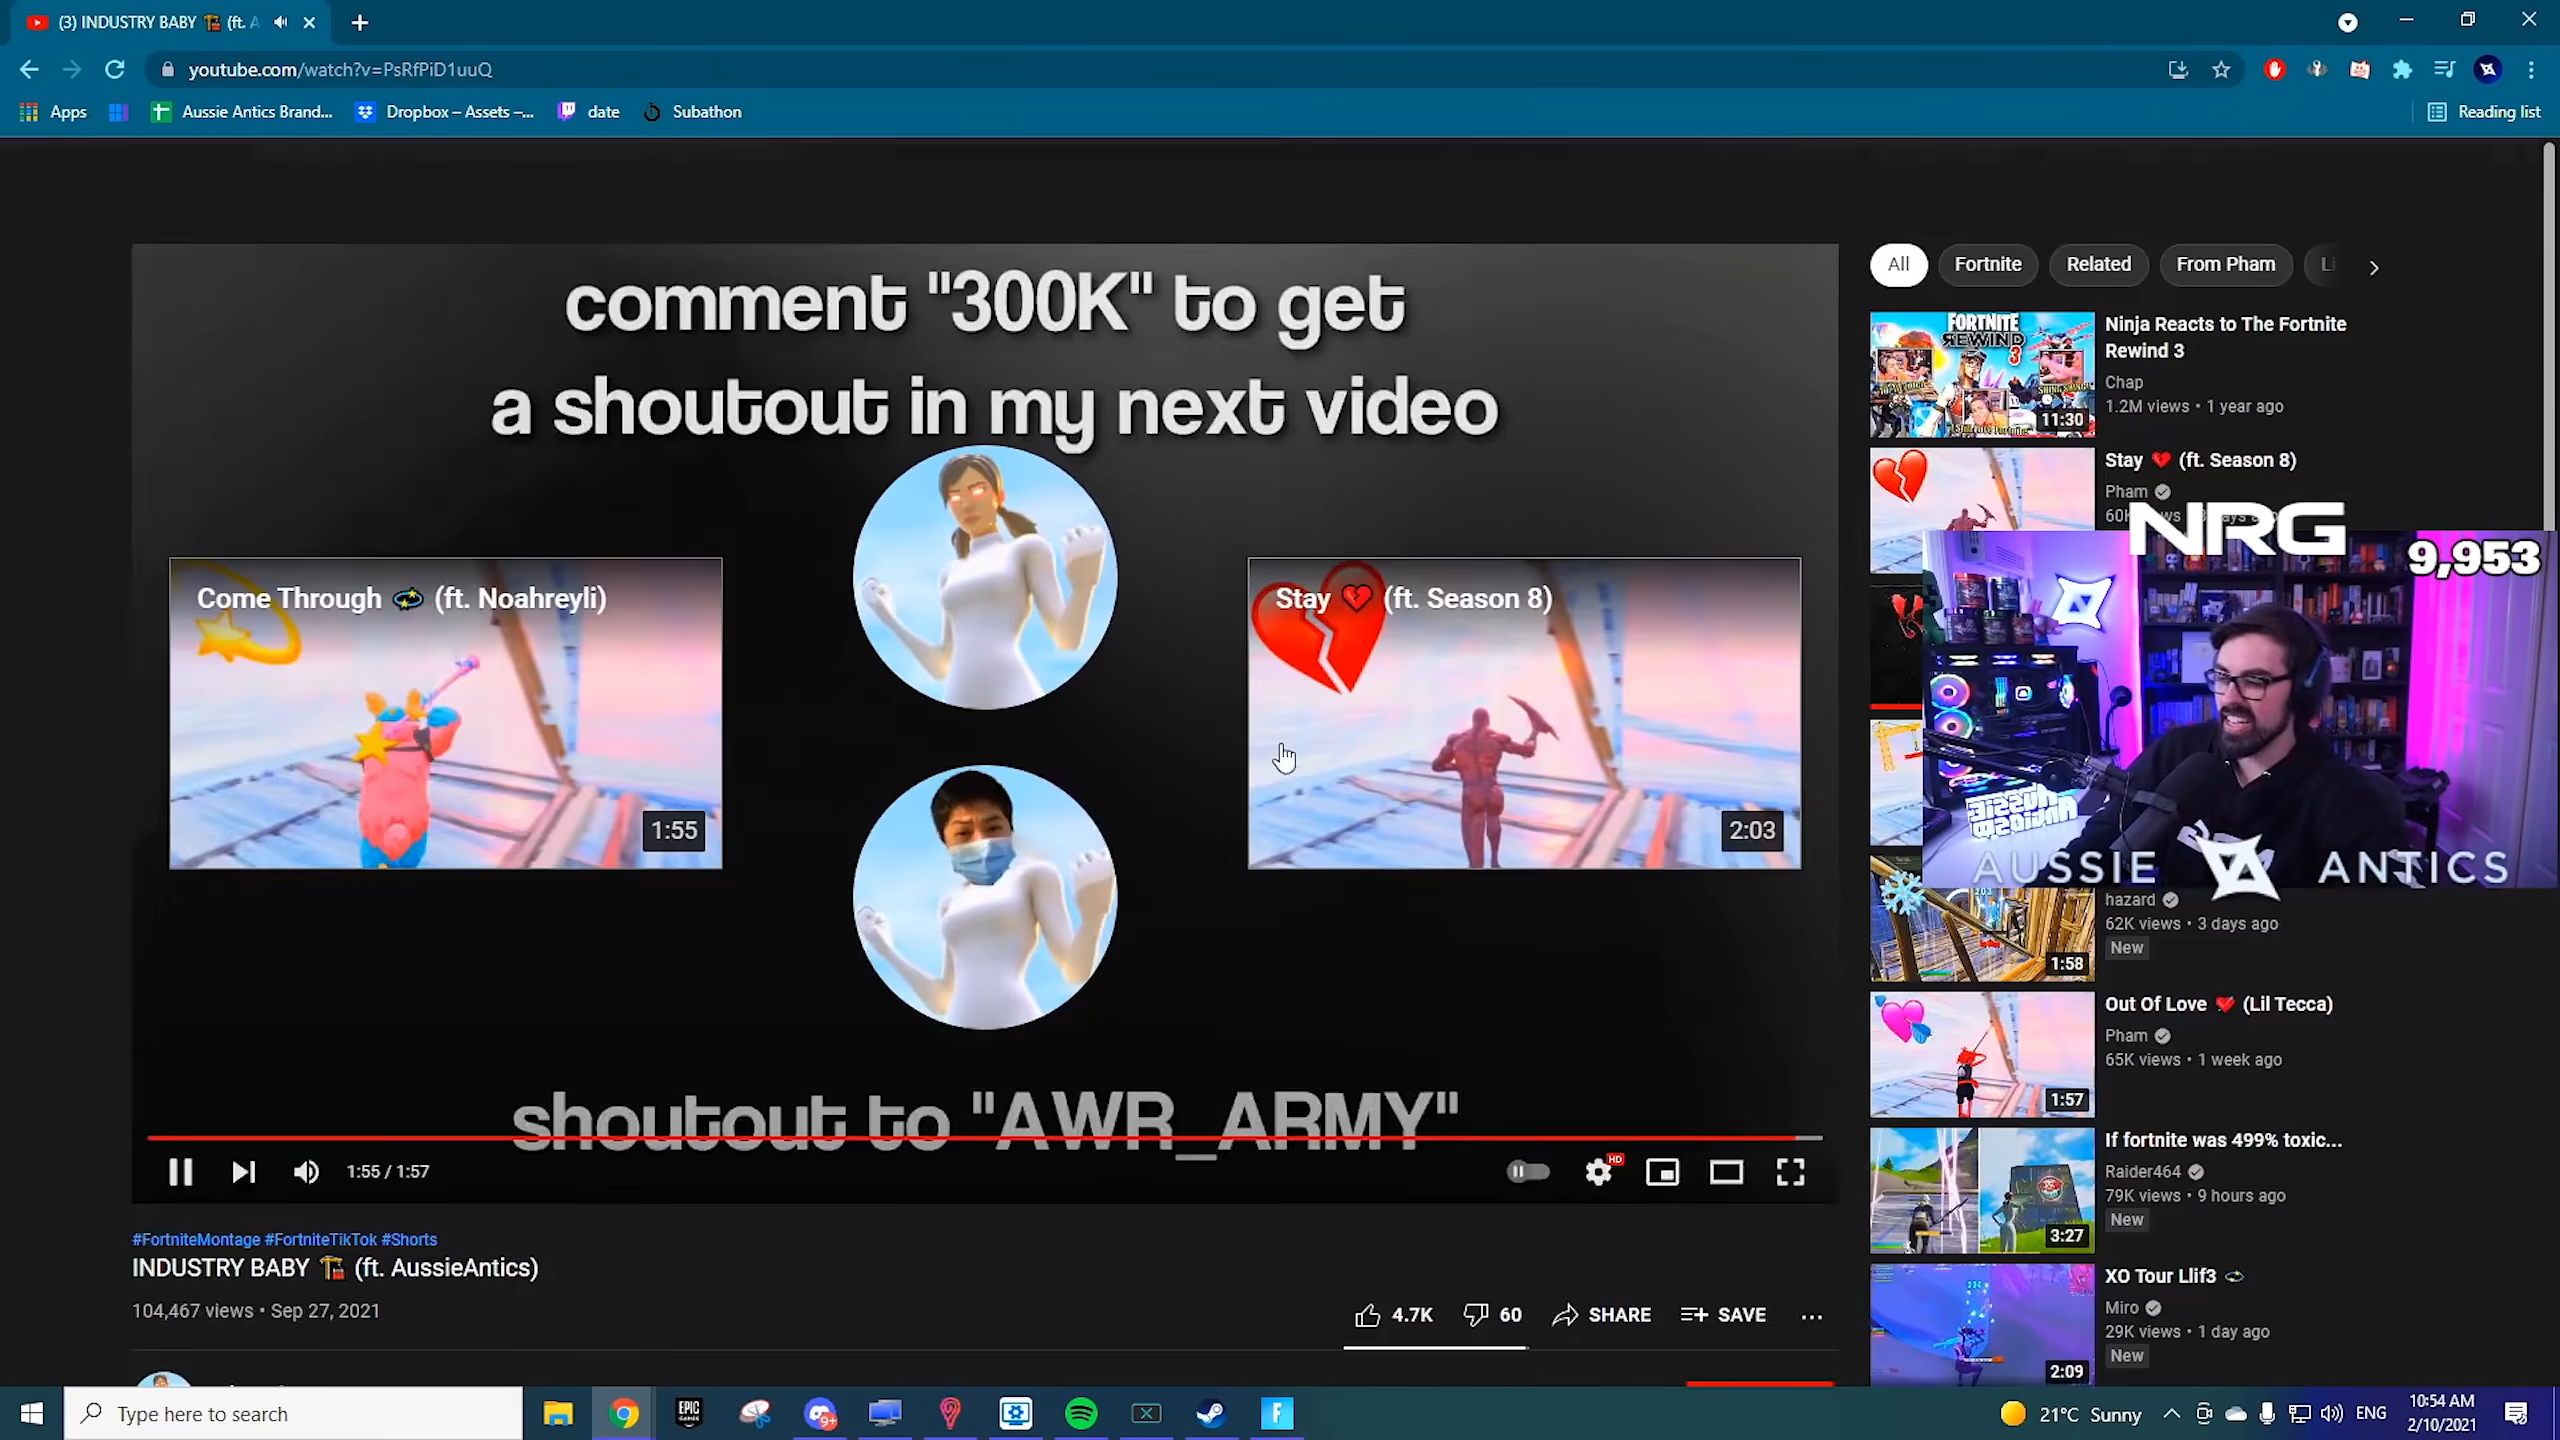 (3) INDUSTRY BABY 🏗️ (ft. A
youtube.com/watch?v=PsRfPiD1uuQ
Apps
Aussie Antics Brand...
Dropbox – Assets –...
date
Subathon
Reading list
comment "300K" to get
a shoutout in my next video
Come Through 💫 (ft. Noahreyli)
1:55
Stay 💔 (ft. Season 8)
2:03
shoutout to "AWR_ARMY"
1:55 / 1:57
HD
#FortniteMontage #FortniteTikTok #Shorts
INDUSTRY BABY 🏗️ (ft. AussieAntics)
104,467 views • Sep 27, 2021
4.7K
60
SHARE
SAVE
All
Fortnite
Related
From Pham
FORTNITE
REWIND
3
11:30
Ninja Reacts to The Fortnite
Rewind 3
Chap
1.2M views • 1 year ago
Stay 💔 (ft. Season 8)
Pham
NRG
9,953
AUSSIE ANTICS
hazard
62K views • 3 days ago
New
1:58
Out Of Love 💘 (Lil Tecca)
Pham
65K views • 1 week ago
1:57
If fortnite was 499% toxic...
Raider464
79K views • 9 hours ago
New
3:27
XO Tour Llif3 💫
Miro
29K views • 1 day ago
New
2:09
Type here to search
EPIC
GAMES
9+
21°C Sunny
ENG
10:54 AM
2/10/2021